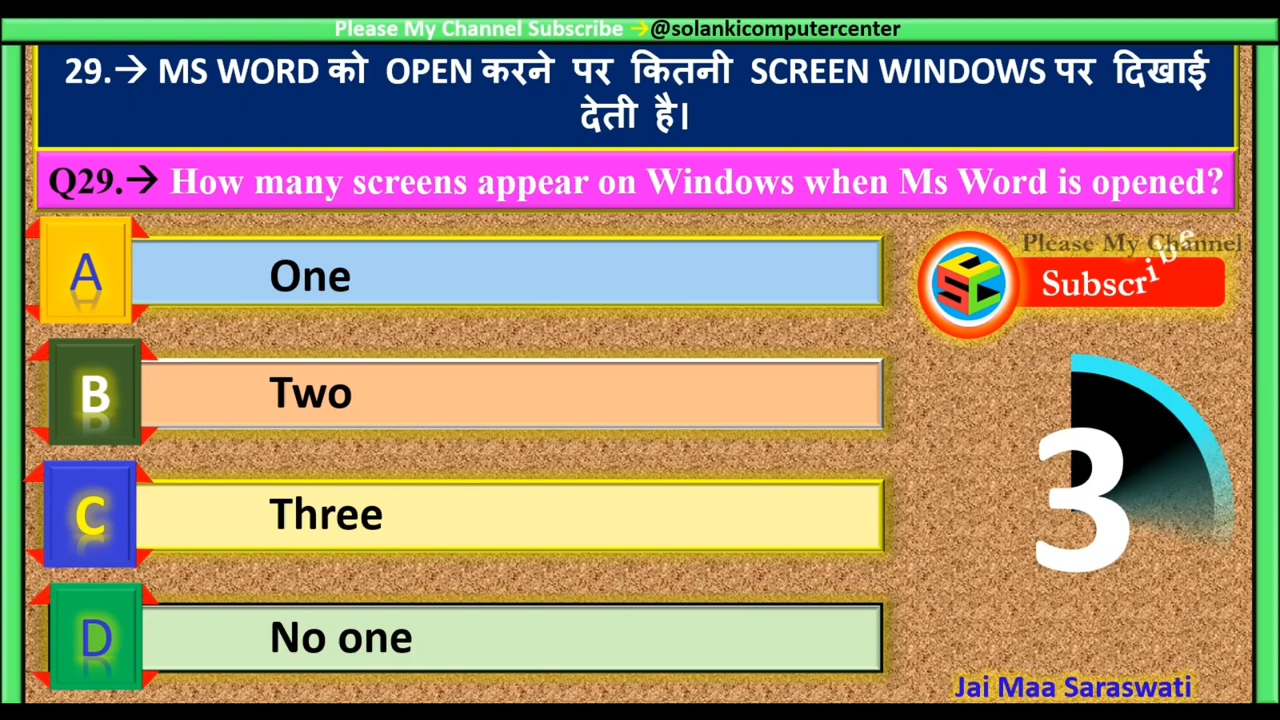 Please My Channel Subscribe →@solankicomputercenter
29.→ MS WORD को OPEN करने पर कितनी SCREEN WINDOWS पर दिखाई
देती है।
Q29.→ How many screens appear on Windows when Ms Word is opened?
A One
Please My Channel
Subscribe
B Two
3
C Three
D No one
Jai Maa Saraswati